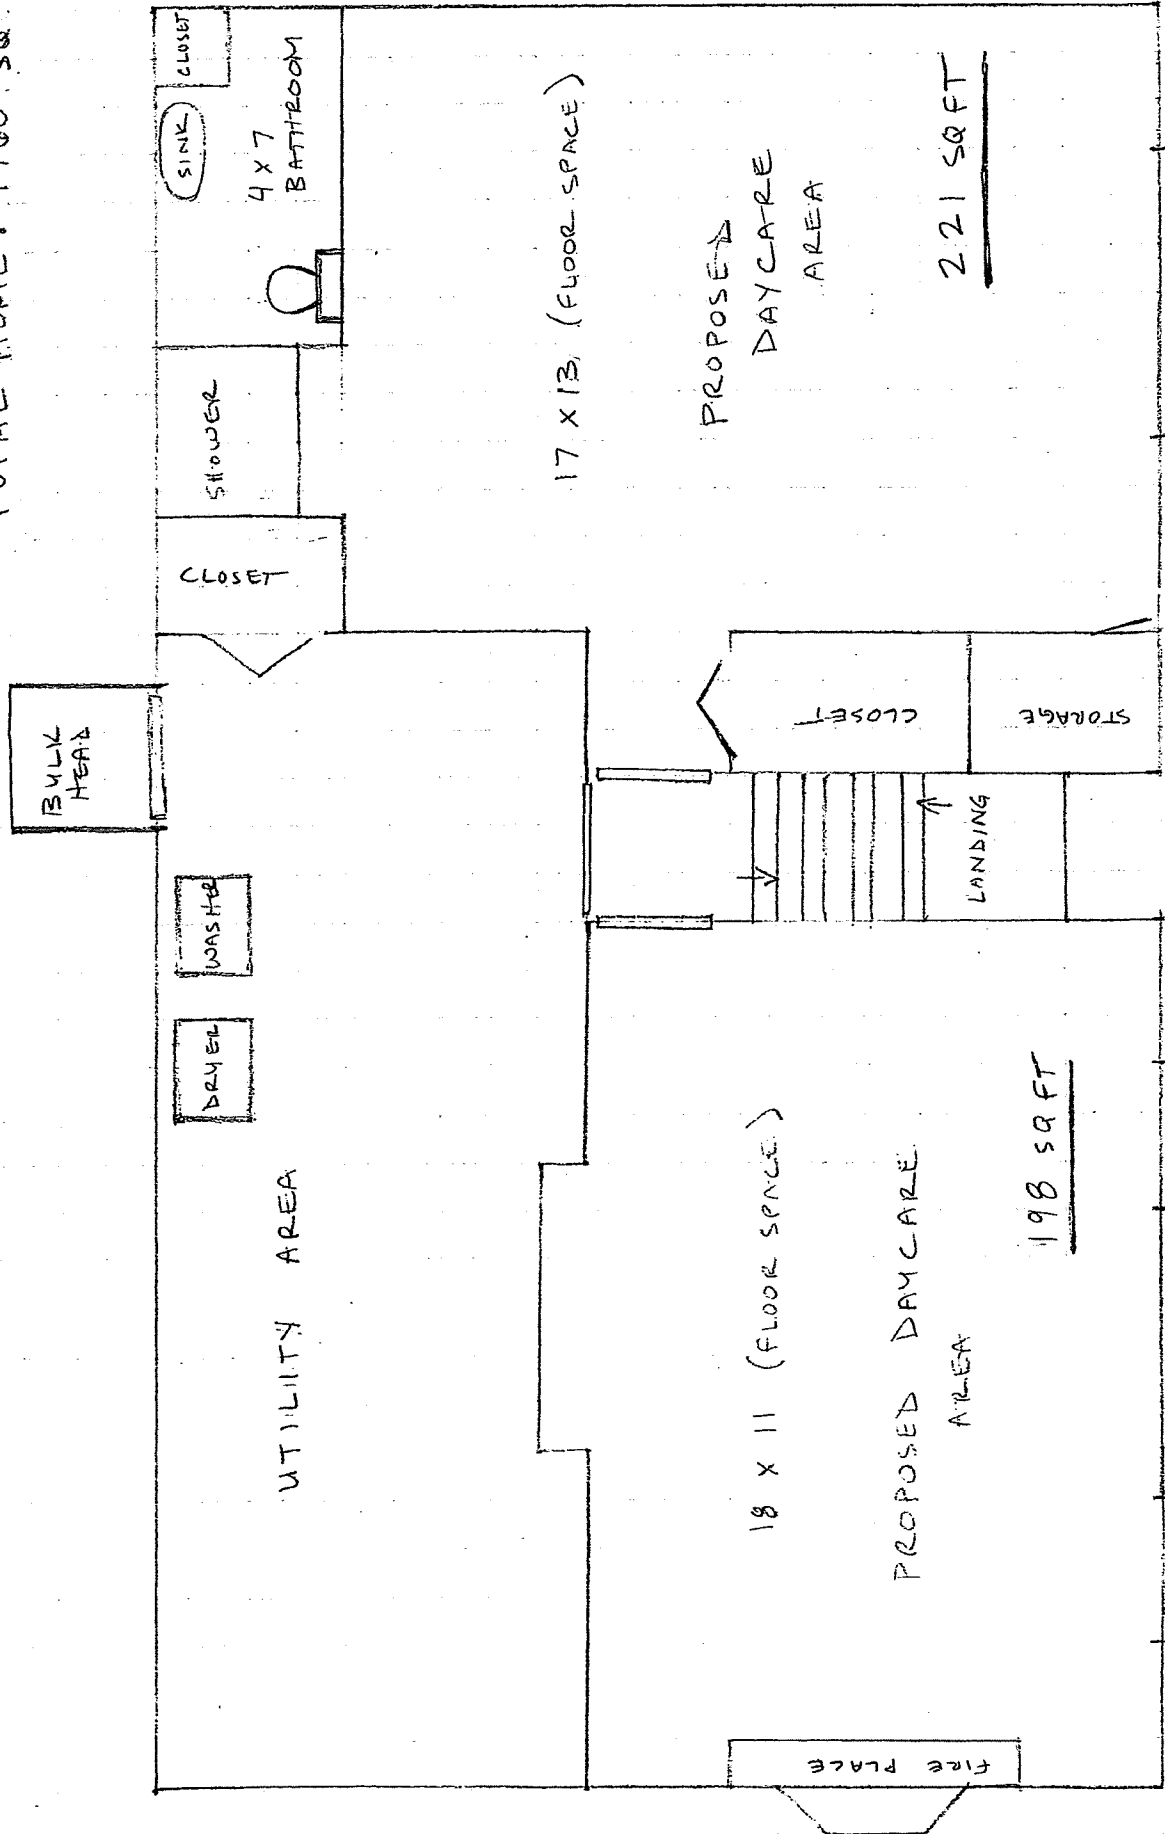 CLOSET
SINK
4 X 7
BATHROOM
SHOWER
CLOSET
BULK
HEAD
WASHER
DRYER
UTILITY AREA
17 X 13 (FLOOR SPACE)
PROPOSED
DAYCARE
AREA
221 SQ FT
CLOSET
STORAGE
LANDING
18 X 11 (FLOOR SPACE)
PROPOSED DAYCARE
AREA
198 SQ FT
FIRE PLACE